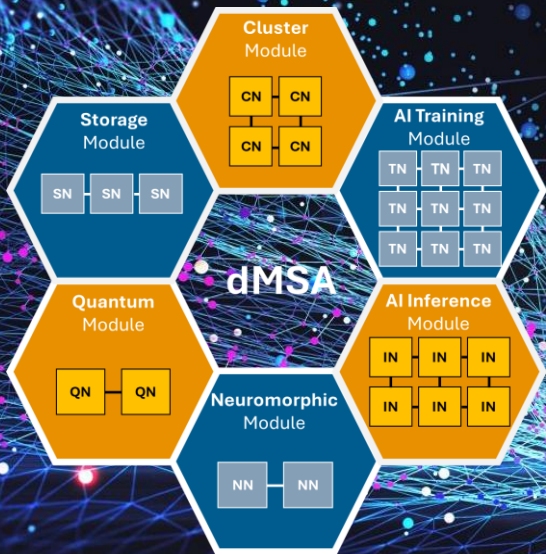 Cluster
Module
CN CN
CN CN
Storage
Module
SN SN SN
AI Training
Module
TN TN TN
TN TN TN
TN TN TN
dMSA
Quantum
Module
QN QN
AI Inference
Module
IN IN IN
IN IN IN
Neuromorphic
Module
NN NN